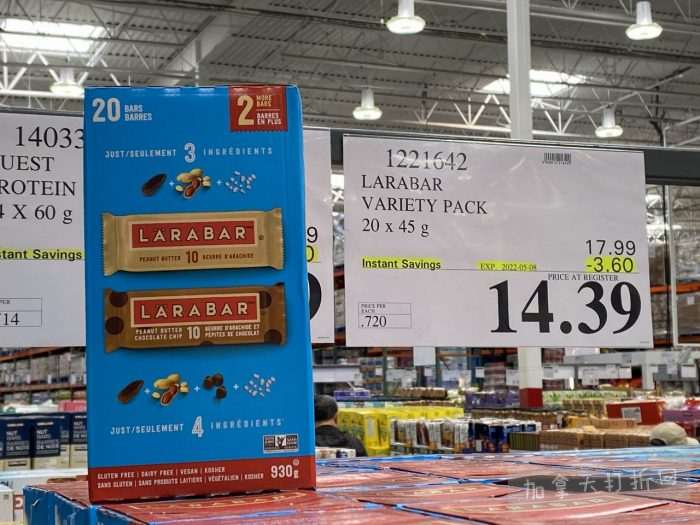 14033
UEST
ROTEIN
4 X 60 g
stant Savings
714
20 BARS
BARRES
2 MORE
BARS
BARRES
EN PLUS
JUST/SEULEMENT 3 INGRÉDIENTS
LÄRABAR
PEANUT BUTTER 10 BEURRE D'ARACHIDE
LÄRABAR
PEANUT BUTTER
CHOCOLATE CHIP 10 BEURRE D'ARACHIDE ET
PÉPITES DE CHOCOLAT
JUST/SEULEMENT 4 INGRÉDIENTS
GLUTEN FREE | DAIRY FREE | VEGAN | KOSHER
SANS GLUTEN | SANS PRODUITS LAITIERS | VÉGÉTALIEN | KOSHER
930g
1221642
LARABAR
VARIETY PACK
20 x 45 g
17.99
Instant Savings EXP. 2022-05-08 -3.60
PRICE AT REGISTER
PRICE PER
EACH
.720
14.39
加拿大打折网